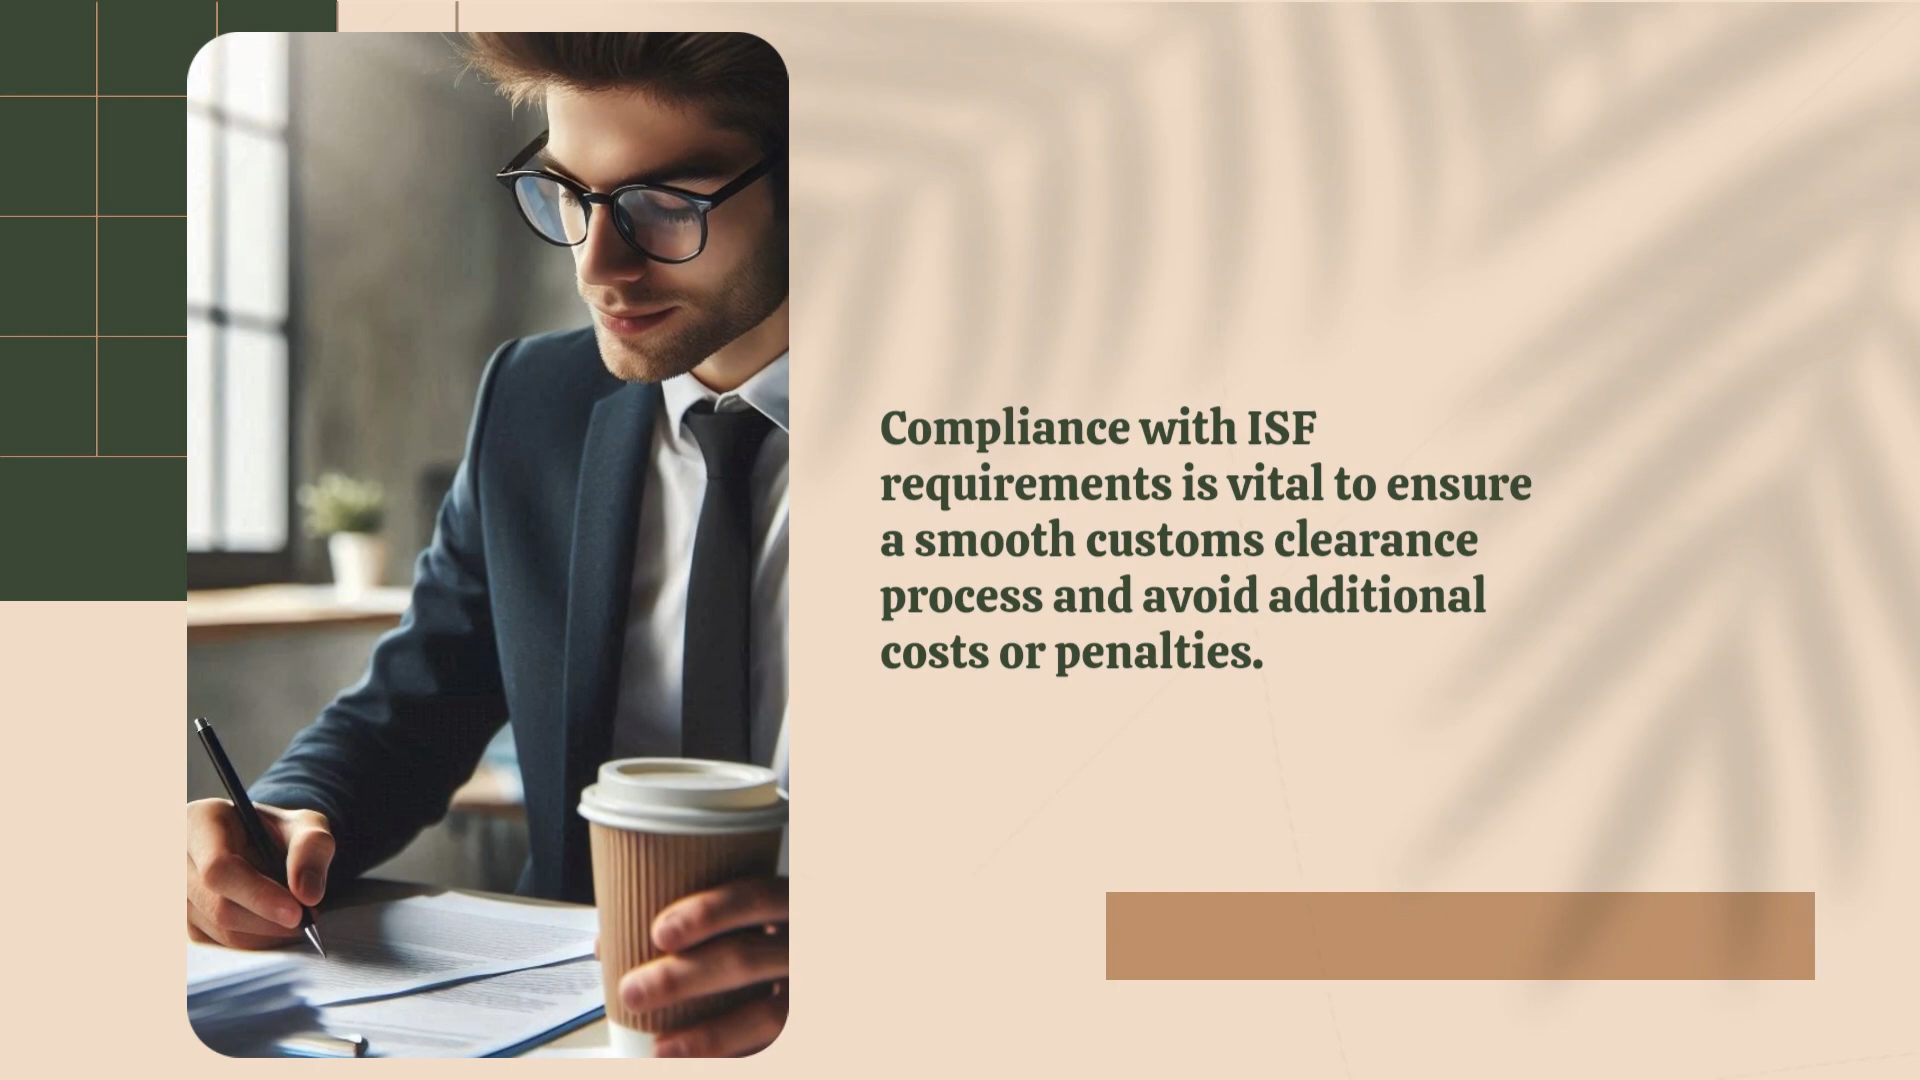 Compliance with ISF
requirements is vital to ensure
a smooth customs clearance
process and avoid additional
costs or penalties.